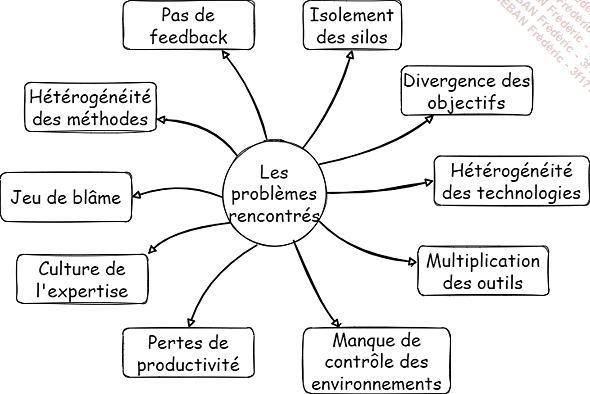 Pas de
feedback
Isolement
des silos
Divergence des
objectifs
Hétérogénéité
des technologies
Multiplication
des outils
Manque de
contrôle des
environnements
Pertes de
productivité
Culture de
l'expertise
Jeu de blâme
Hétérogénéité
des méthodes
Les
problèmes
rencontrés